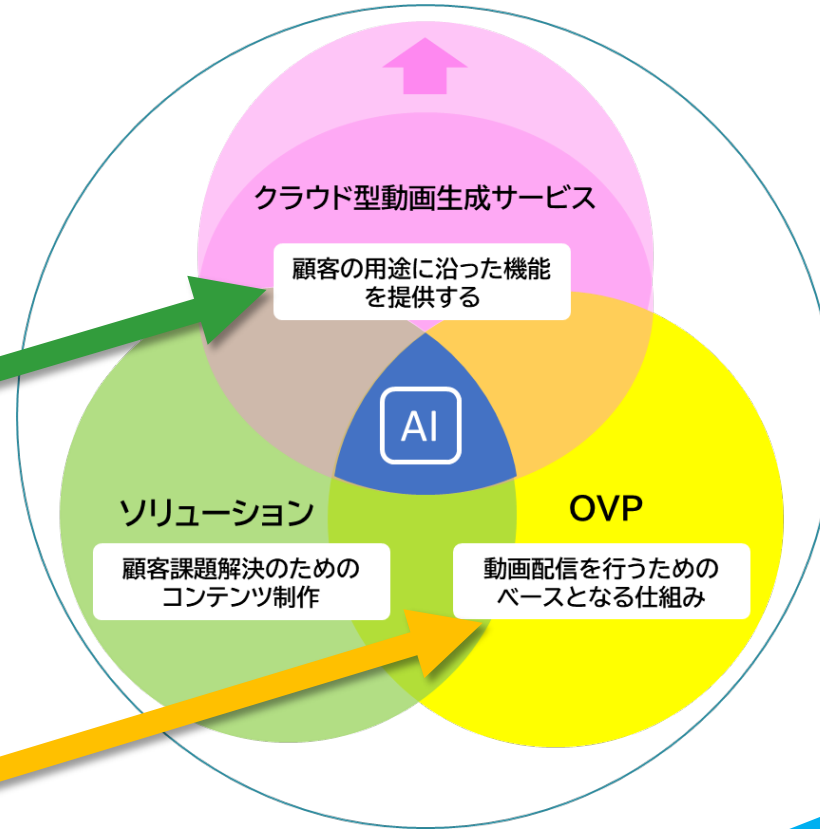 クラウド型動画生成サービス
顧客の用途に沿った機能
を提供する
AI
ソリューション
OVP
顧客課題解決のための
コンテンツ制作
動画配信を行うための
ベースとなる仕組み